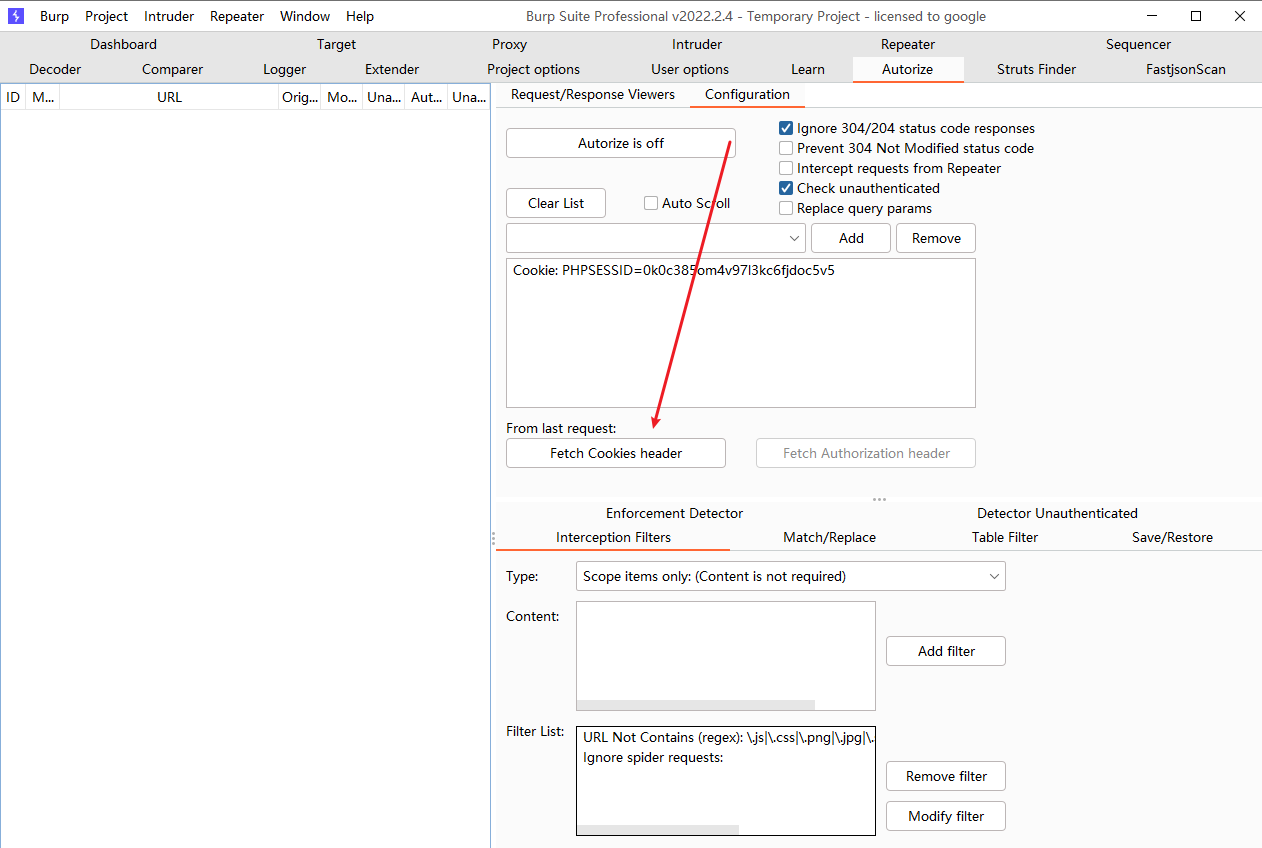 Burp Project Intruder Repeater Window Help Burp Suite Professional v2022.2.4 - Temporary Project - licensed to google
Dashboard Target Proxy Intruder Repeater Sequencer
Decoder Comparer Logger Extender Project options User options Learn Autorize Struts Finder FastjsonScan
ID M... URL Orig... Mo... Una... Aut... Una...
Request/Response Viewers Configuration
Autorize is off
Ignore 304/204 status code responses
Prevent 304 Not Modified status code
Intercept requests from Repeater
Check unauthenticated
Replace query params
Clear List Auto Scroll
Add Remove
Cookie: PHPSESSID=0k0c385om4v97l3kc6fjdoc5v5
From last request:
Fetch Cookies header Fetch Authorization header
Enforcement Detector Detector Unauthenticated
Interception Filters Match/Replace Table Filter Save/Restore
Type: Scope items only: (Content is not required)
Content:
Add filter
Filter List: URL Not Contains (regex): \.js|\.css|\.png|\.jpg|\.
Ignore spider requests:
Remove filter
Modify filter